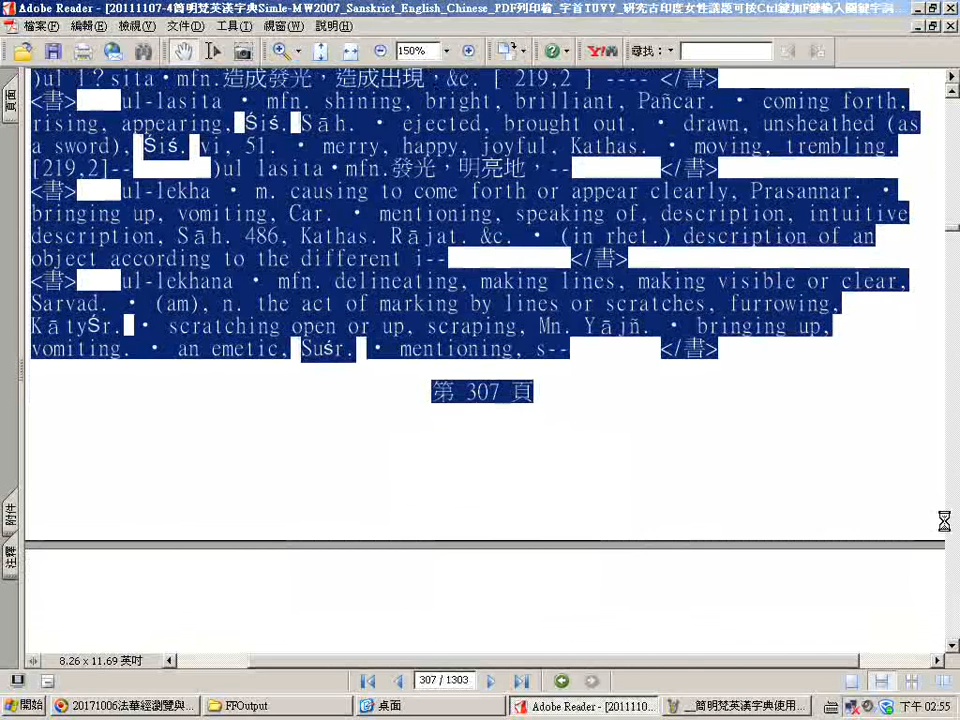 Adobe Reader - [20111107-4簡明梵英漢字典Simle-MW2007_Sanskrict_English_Chinese_PDF列印檔_字首TUVY_研究古印度女性議題可按Ctrl鍵加F鍵輸入關鍵字詞
檔案(F) 編輯(E) 檢視(V) 文件(D) 工具(T) 視窗(W) 說明(H)
150% Y! 尋找:
頁面
附件
注釋
)ul l?sita‧mfn.造成發光，造成出現，&c. [ 219,2 ] ---- </書>
<書> ul-lasita ‧ mfn. shining, bright, brilliant, Pañcar. ‧ coming forth,
rising, appearing, Śiś. Sāh. ‧ ejected, brought out. ‧ drawn, unsheathed (as
a sword), Śiś. vi, 51. ‧ merry, happy, joyful, Kathas. ‧ moving, trembling.
[219,2]-- )ul lasita‧mfn.發光，明亮地，-- </書>
<書> ul-lekha ‧ m. causing to come forth or appear clearly, Prasannar. ‧
bringing up, vomiting, Car. ‧ mentioning, speaking of, description, intuitive
description, Sāh. 486, Kathas. Rājat. &c. ‧ (in rhet.) description of an
object according to the different i-- </書>
<書> ul-lekhana ‧ mfn. delineating, making lines, making visible or clear,
Sarvad. ‧ (am), n. the act of marking by lines or scratches, furrowing,
KātyŚr. ‧ scratching open or up, scraping, Mn. Yājñ. ‧ bringing up,
vomiting. ‧ an emetic, Suśr. ‧ mentioning, s-- </書>
第 307 頁
8.26 x 11.69 英吋
307 / 1303
開始 20171006法華經瀏覽與... FFOutput 桌面 Adobe Reader - [2011110... __簡明梵英漢字典使用... 下午 02:55